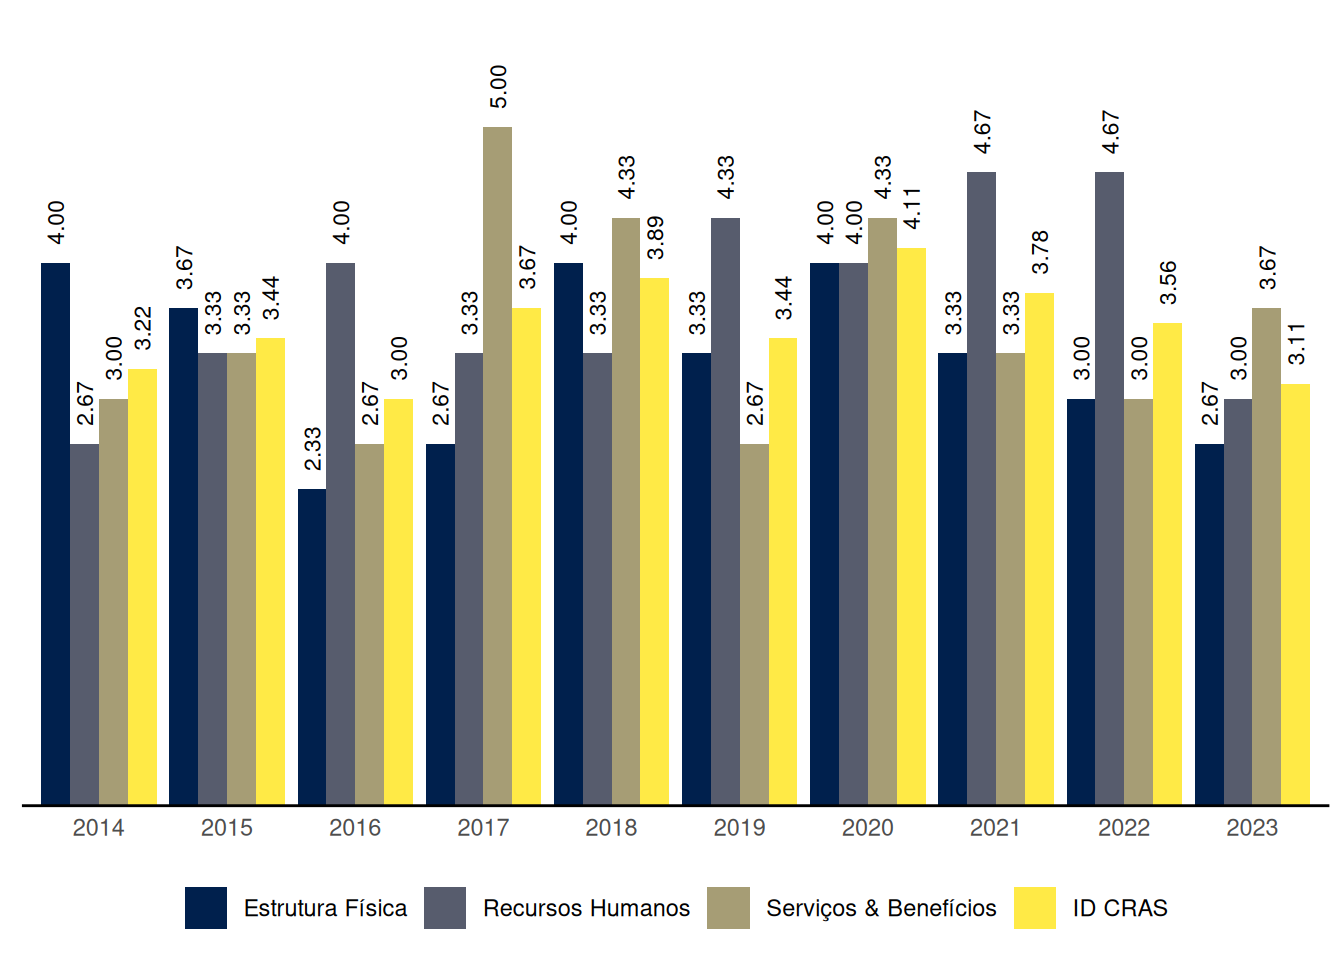 5.00
4.67 4.67
4.33 4.33 4.33
4.00 4.00 4.00 4.00 4.00 4.11
3.89
3.67 3.67 3.78 3.67
3.56
3.33 3.33 3.44 3.33 3.33 3.33 3.44 3.33 3.33
3.22
3.00 3.00 3.00 3.00 3.00 3.11
2.67 2.67 2.67 2.67 2.67
2.33
2014 2015 2016 2017 2018 2019 2020 2021 2022 2023
Estrutura Física Recursos Humanos Serviços & Benefícios ID CRAS